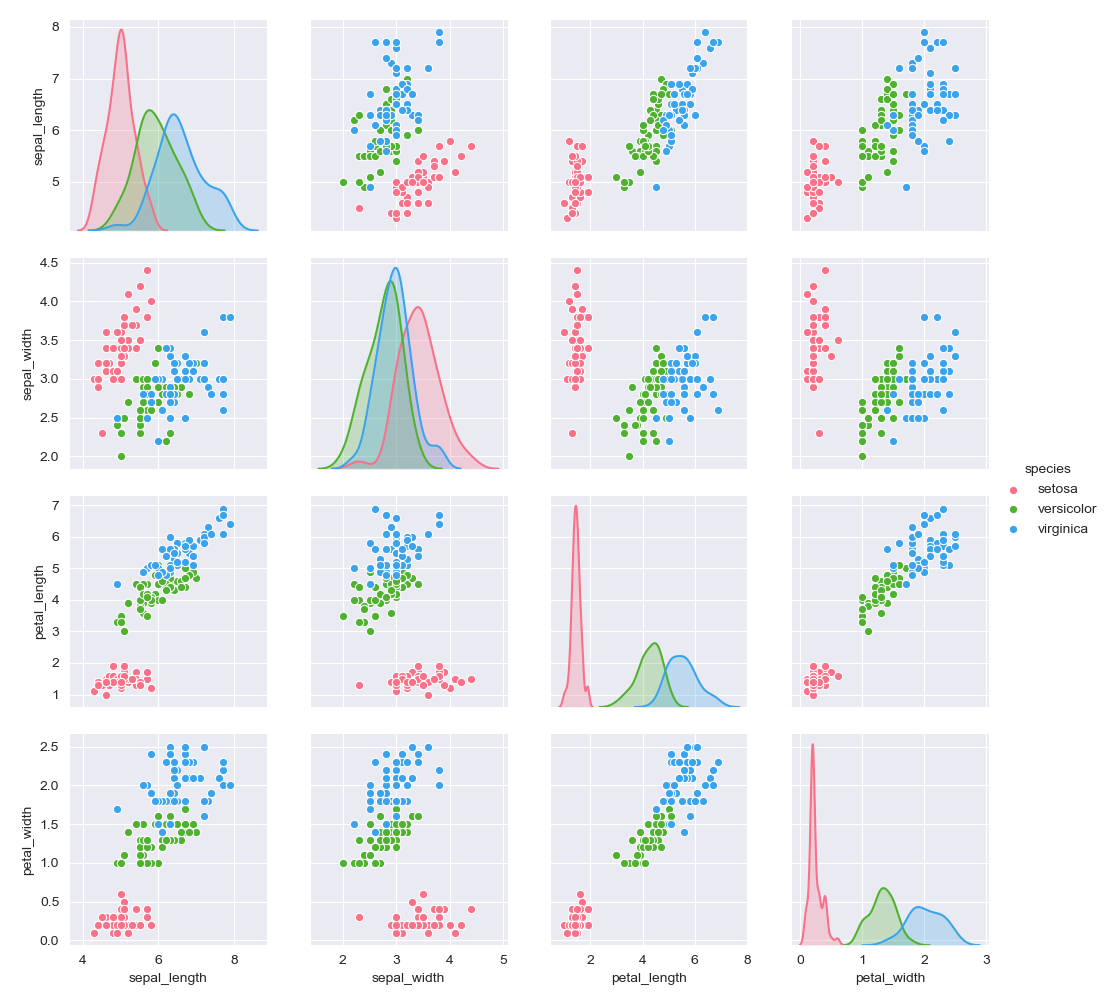 8
7
6
5
sepal_length
4.5
4.0
3.5
3.0
2.5
2.0
sepal_width
species
setosa
versicolor
virginica
7
6
5
4
3
2
1
petal_length
2.5
2.0
1.5
1.0
0.5
0.0
petal_width
4 6 8
sepal_length
2 3 4 5
sepal_width
2 4 6 8
petal_length
0 1 2 3
petal_width